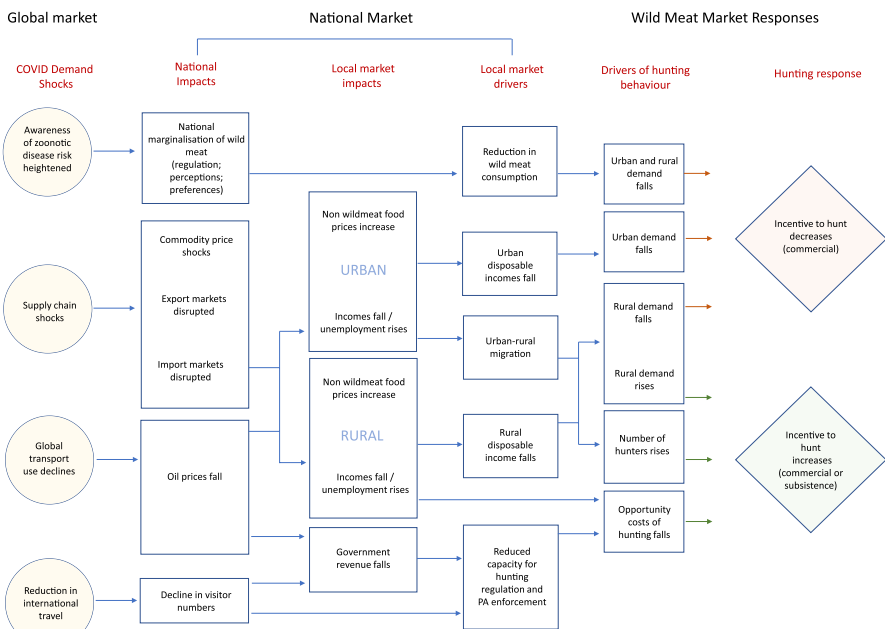 Global market
National Market
Wild Meat Market Responses
COVID Demand
Shocks
National
Impacts
Local market
impacts
Local market
drivers
Drivers of hunting
behaviour
Hunting response
Awareness
of zoonotic
disease risk
heightened
National
marginalisation of wild
meat
(regulation;
perceptions;
preferences)
Reduction in
wild meat
consumption
Urban and rural
demand
falls
Incentive to hunt
decreases
(commercial)
Supply chain
shocks
Commodity price
shocks
Export markets
disrupted
Import markets
disrupted
Non wildmeat food
prices increase
URBAN
Incomes fall /
unemployment rises
Urban
disposable
incomes fall
Urban demand
falls
Urban-rural
migration
Rural demand
falls
Rural demand
rises
Global
transport
use declines
Oil prices fall
Non wildmeat food
prices increase
RURAL
Incomes fall /
unemployment rises
Rural
disposable
income falls
Number of
hunters rises
Incentive to
hunt
increases
(commercial or
subsistence)
Opportunity
costs of
hunting falls
Reduction in
international
travel
Decline in visitor
numbers
Government
revenue falls
Reduced
capacity for
hunting
regulation and
PA enforcement